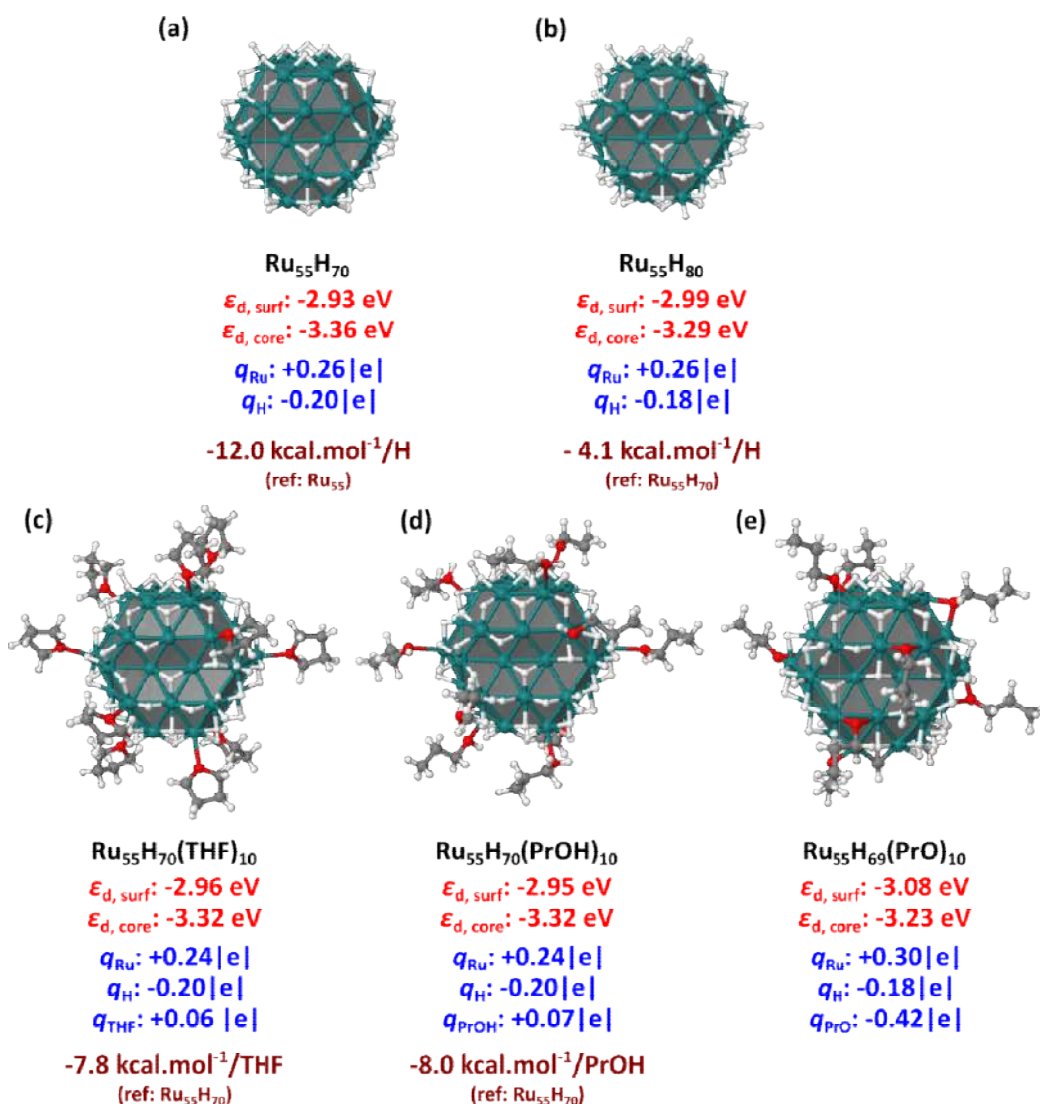 (a)
(b)
Ru₅₅H₇₀
Ru₅₅H₈₀
εd, surf: -2.93 eV
εd, surf: -2.99 eV
εd, core: -3.36 eV
εd, core: -3.29 eV
qRu: +0.26|e|
qRu: +0.26|e|
qH: -0.20|e|
qH: -0.18|e|
-12.0 kcal.mol⁻¹/H
- 4.1 kcal.mol⁻¹/H
(ref: Ru₅₅)
(ref: Ru₅₅H₇₀)
(c)
(d)
(e)
Ru₅₅H₇₀(THF)₁₀
Ru₅₅H₇₀(PrOH)₁₀
Ru₅₅H₆₉(PrO)₁₀
εd, surf: -2.96 eV
εd, surf: -2.95 eV
εd, surf: -3.08 eV
εd, core: -3.32 eV
εd, core: -3.32 eV
εd, core: -3.23 eV
qRu: +0.24|e|
qRu: +0.24|e|
qRu: +0.30|e|
qH: -0.20|e|
qH: -0.20|e|
qH: -0.18|e|
qTHF: +0.06 |e|
qPrOH: +0.07|e|
qPrO: -0.42|e|
-7.8 kcal.mol⁻¹/THF
-8.0 kcal.mol⁻¹/PrOH
(ref: Ru₅₅H₇₀)
(ref: Ru₅₅H₇₀)